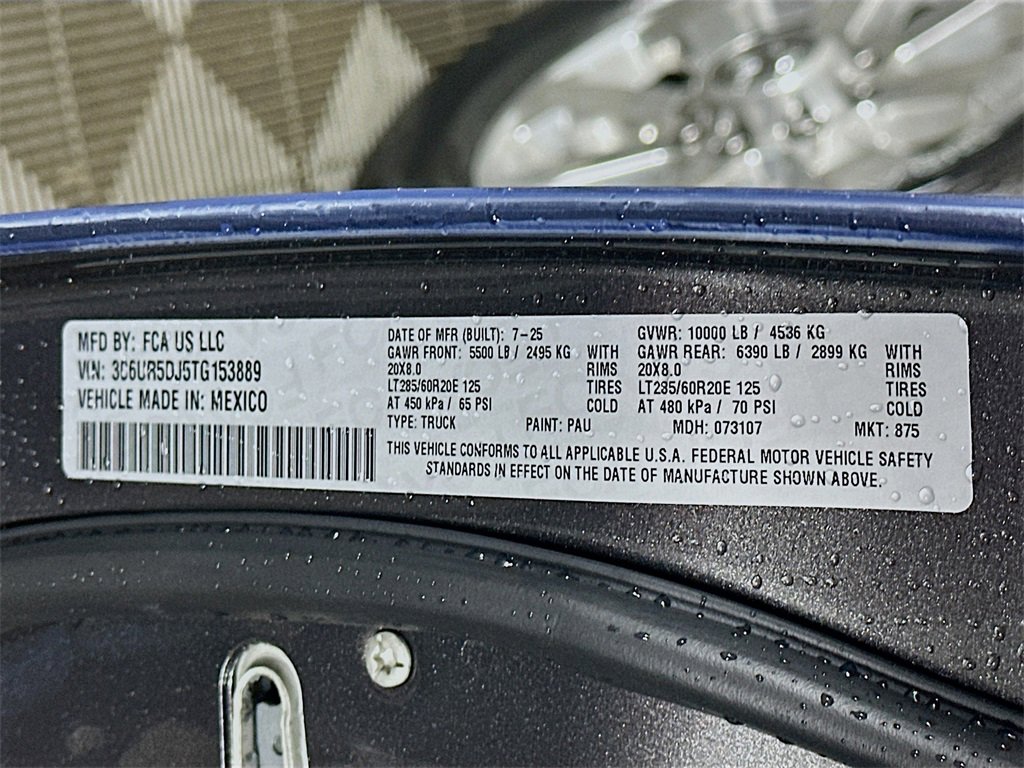 MFD BY: FCA US LLC
VIN: 3C6UR5DJ5TG153889
VEHICLE MADE IN: MEXICO
DATE OF MFR (BUILT): 7-25
GAWR FRONT: 5500 LB / 2495 KG WITH
20X8.0 RIMS
LT285/60R20E 125 TIRES
AT 450 kPa / 65 PSI COLD
TYPE: TRUCK PAINT: PAU
GVWR: 10000 LB / 4536 KG
GAWR REAR: 6390 LB / 2899 KG WITH
20X8.0 RIMS
LT285/60R20E 125 TIRES
AT 480 kPa / 70 PSI COLD
MDH: 073107 MKT: 875
THIS VEHICLE CONFORMS TO ALL APPLICABLE U.S.A. FEDERAL MOTOR VEHICLE SAFETY
STANDARDS IN EFFECT ON THE DATE OF MANUFACTURE SHOWN ABOVE.